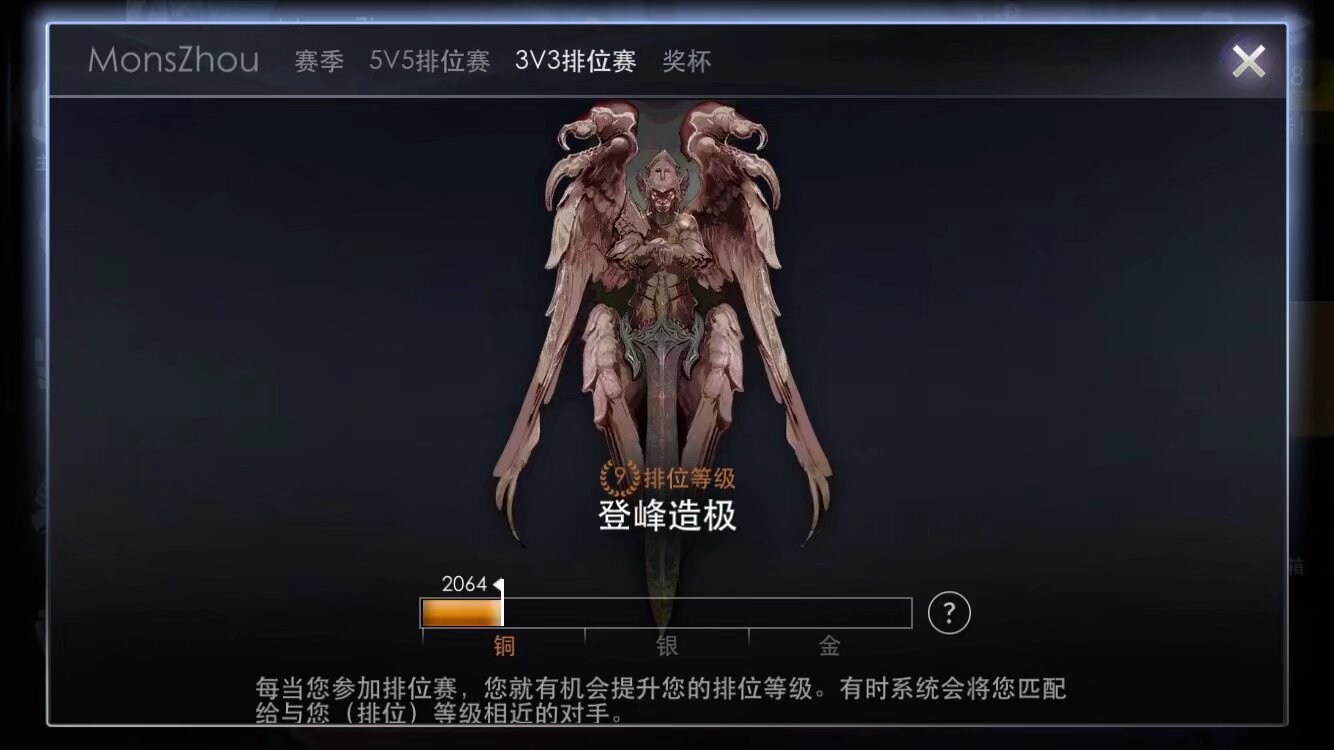 MonsZhou 赛季 5V5排位赛 3V3排位赛 奖杯
9 排位等级
登峰造极
2064
?
铜 银 金
每当您参加排位赛，您就有机会提升您的排位等级。有时系统会将您匹配
给与您（排位）等级相近的对手。